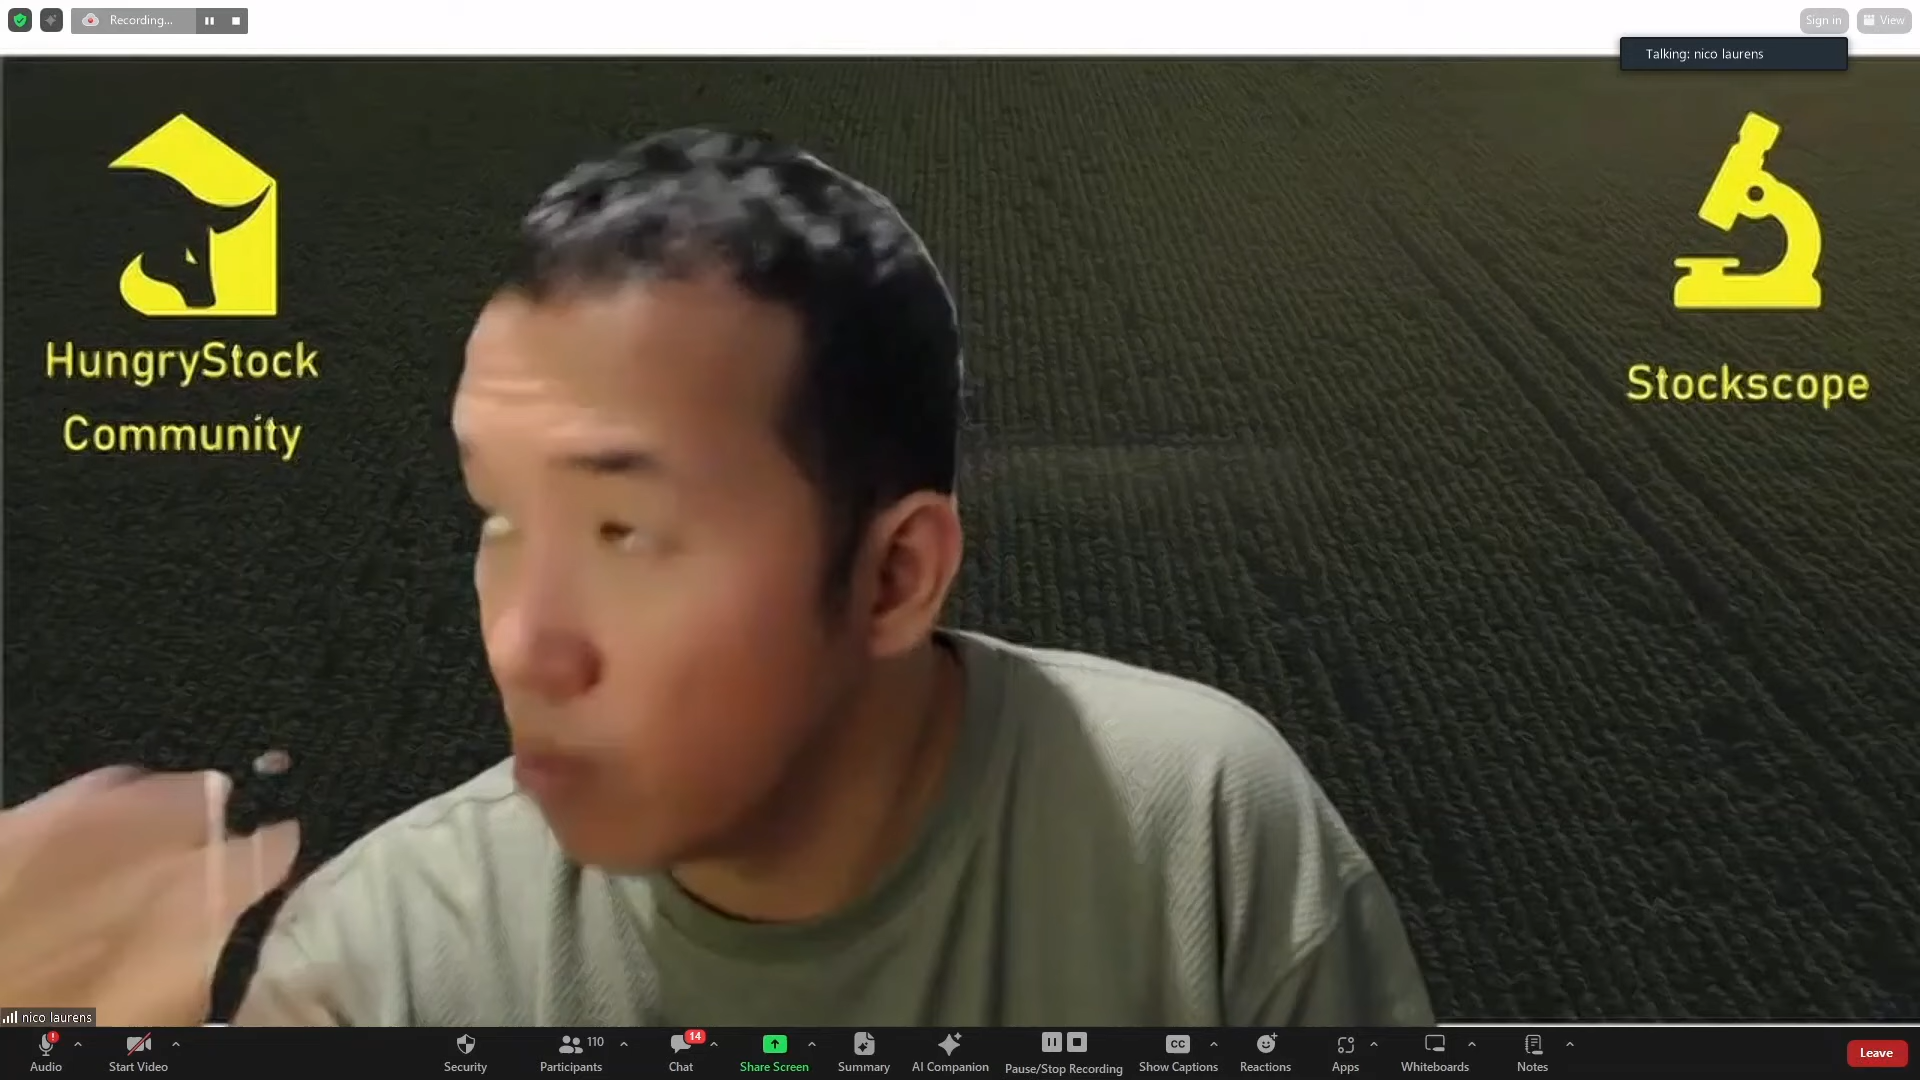 Recording...
Sign in
View
Talking: nico laurens
HungryStock
Community
Stockscope
nico laurens
Audio
Start Video
Security
Participants
110
Chat
14
Share Screen
Summary
AI Companion
Pause/Stop Recording
CC
Show Captions
Reactions
Apps
Whiteboards
Notes
Leave